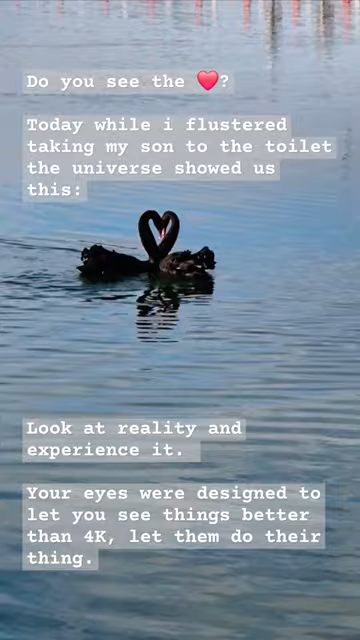 Do you see the ❤️?
Today while i flustered
taking my son to the toilet
the universe showed us
this:
Look at reality and
experience it.
Your eyes were designed to
let you see things better
than 4K, let them do their
thing.